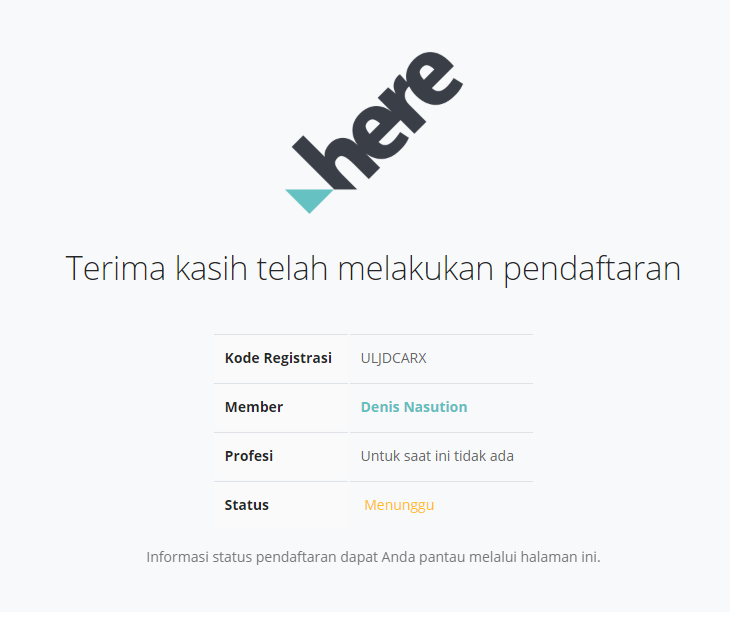 here
Terima kasih telah melakukan pendaftaran
Kode Registrasi ULJDCARX
Member Denis Nasution
Profesi Untuk saat ini tidak ada
Status Menunggu
Informasi status pendaftaran dapat Anda pantau melalui halaman ini.